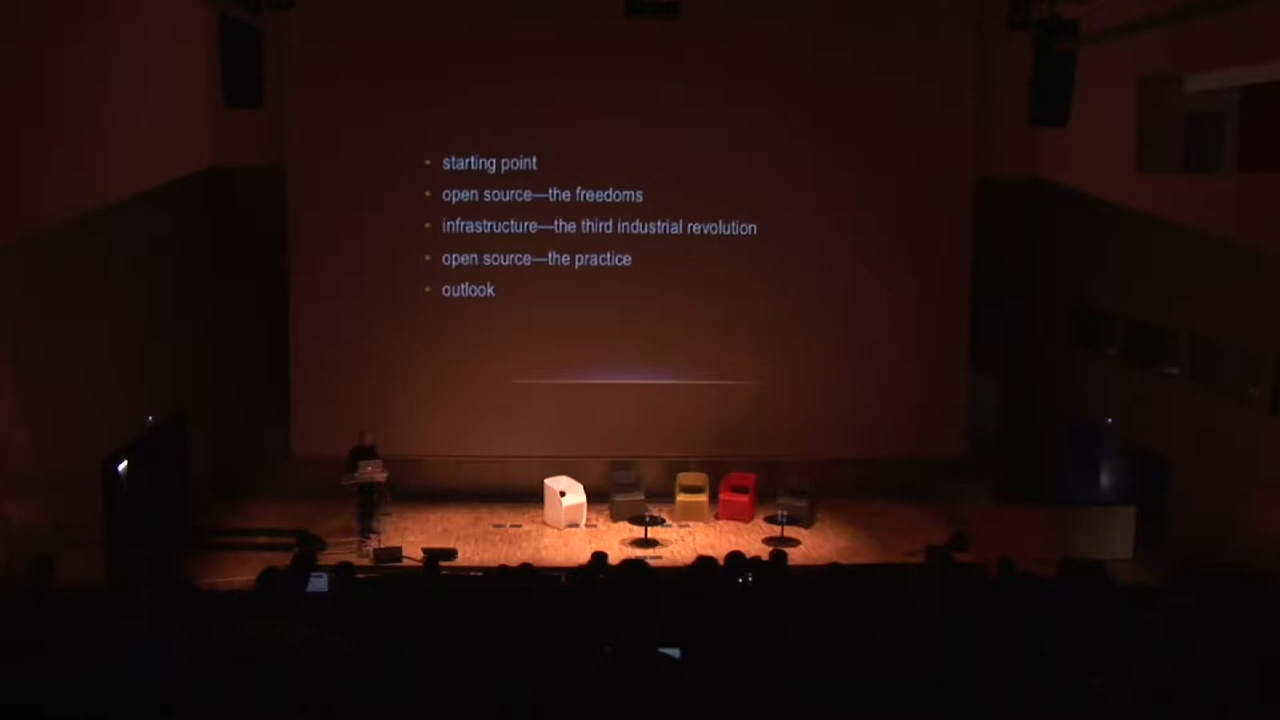 starting point
open source—the freedoms
infrastructure—the third industrial revolution
open source—the practice
outlook